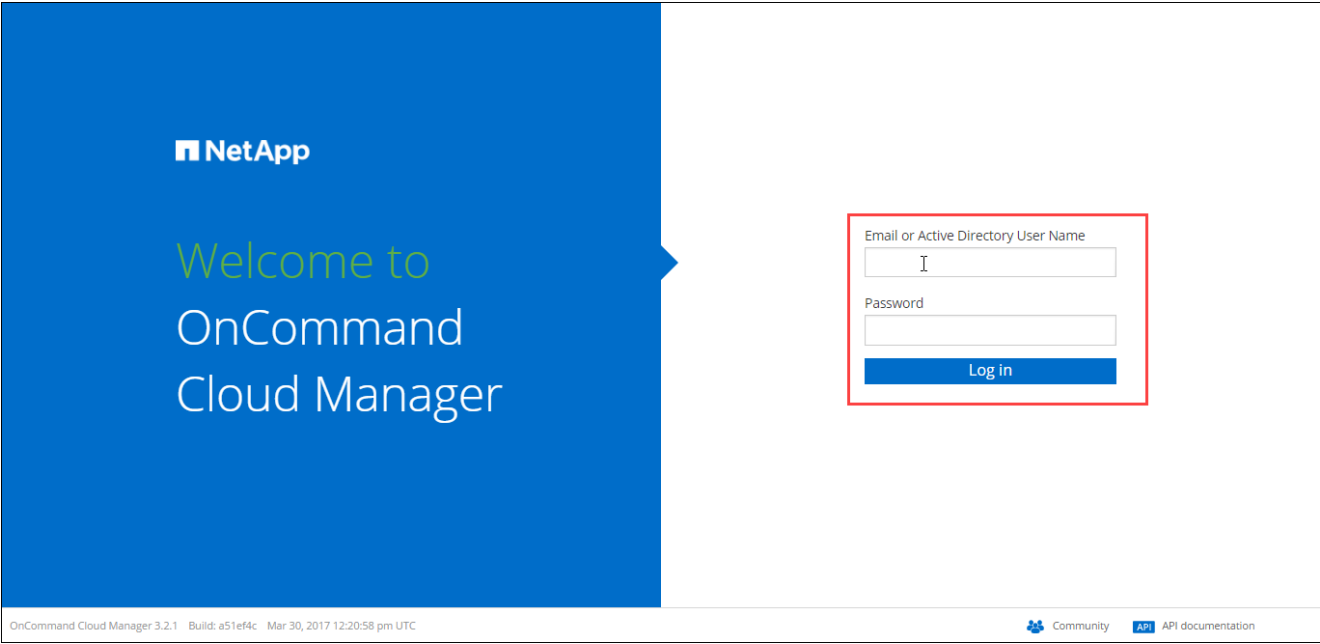 NetApp
Welcome to
OnCommand
Cloud Manager
Email or Active Directory User Name
Password
Log in
OnCommand Cloud Manager 3.2.1 Build: a51ef4c Mar 30, 2017 12:20:58 pm UTC
Community API API documentation